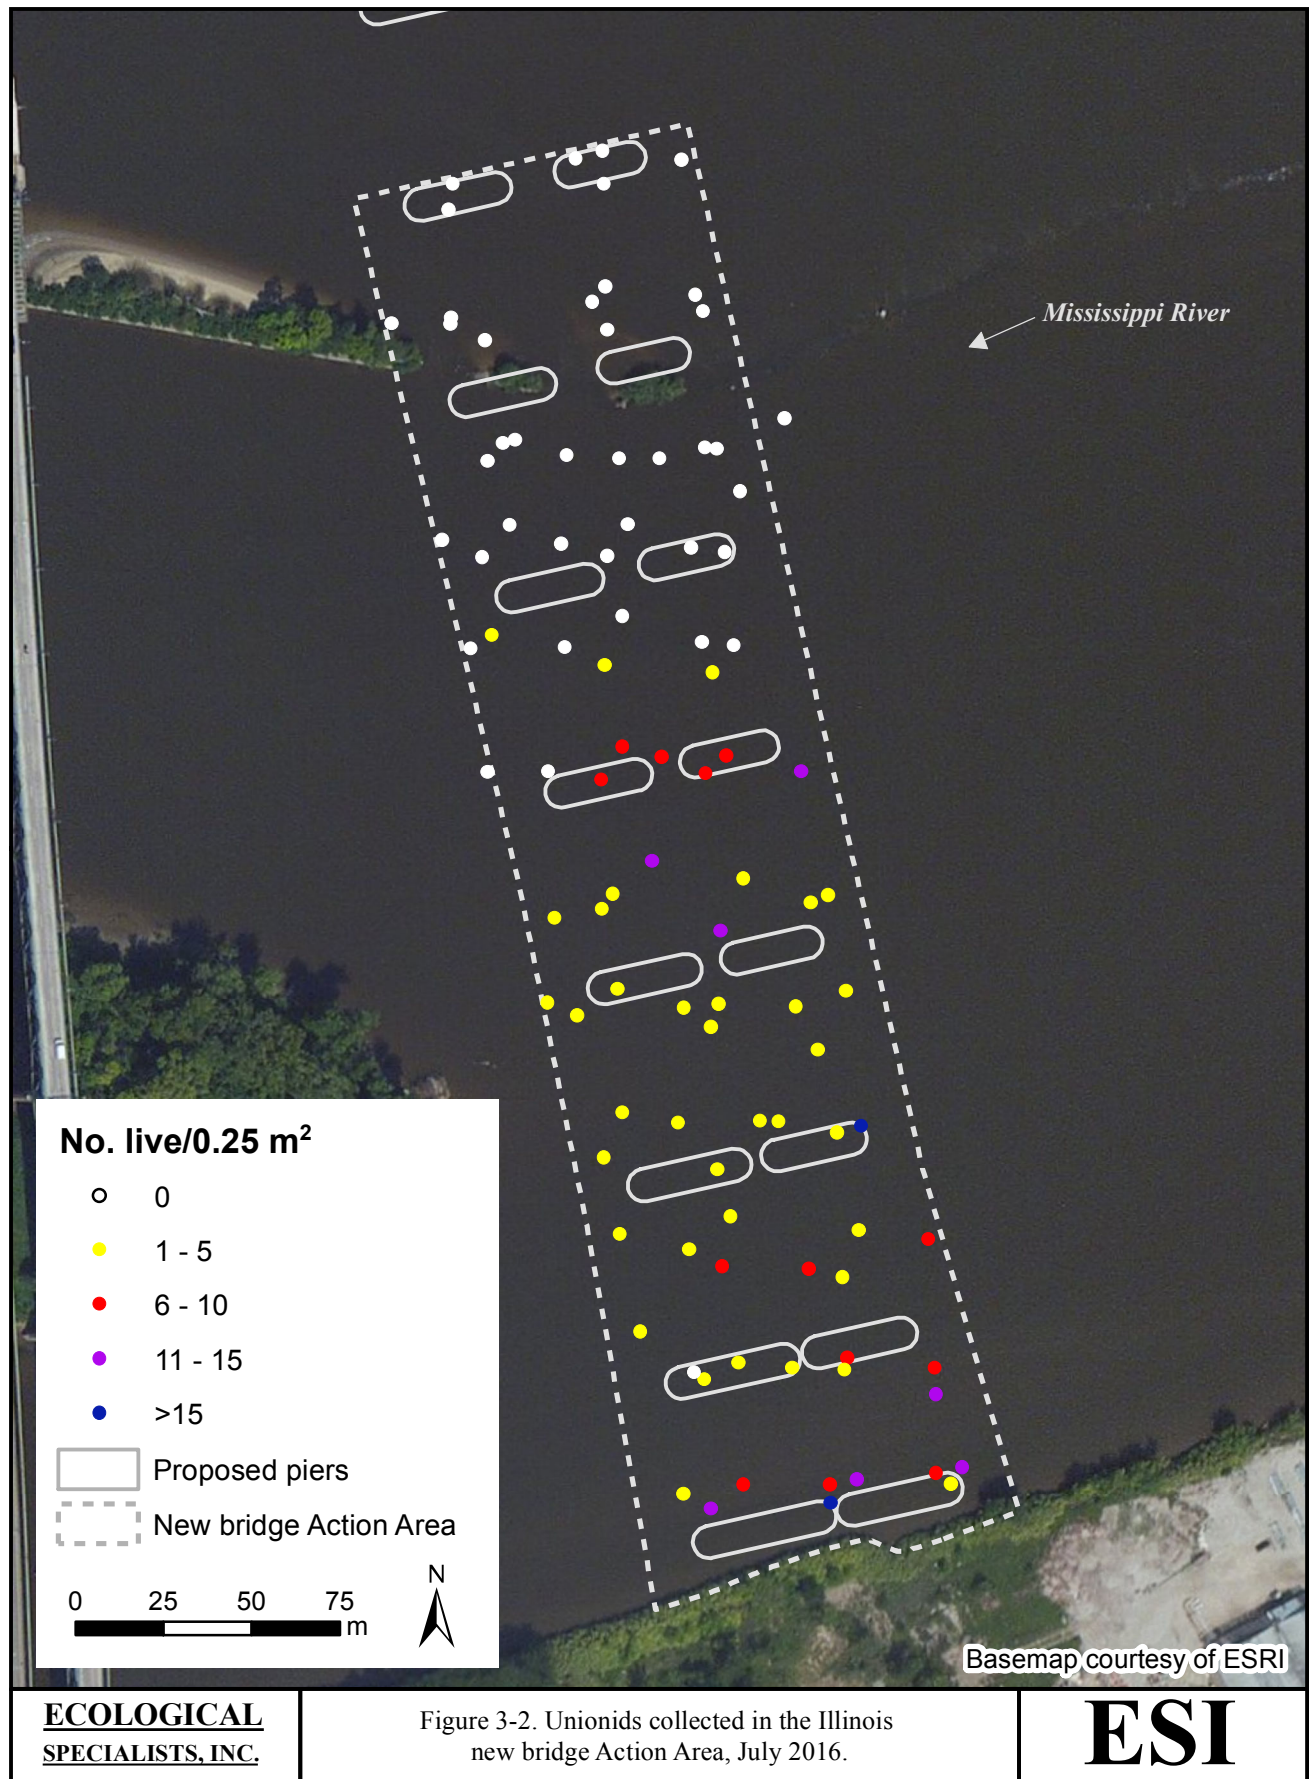 Mississippi River
No. live/0.25 m²
0
1 - 5
6 - 10
11 - 15
>15
Proposed piers
New bridge Action Area
N
0 25 50 75
m
Basemap courtesy of ESRI
ECOLOGICAL
SPECIALISTS, INC.
Figure 3-2. Unionids collected in the Illinois
new bridge Action Area, July 2016.
ESI